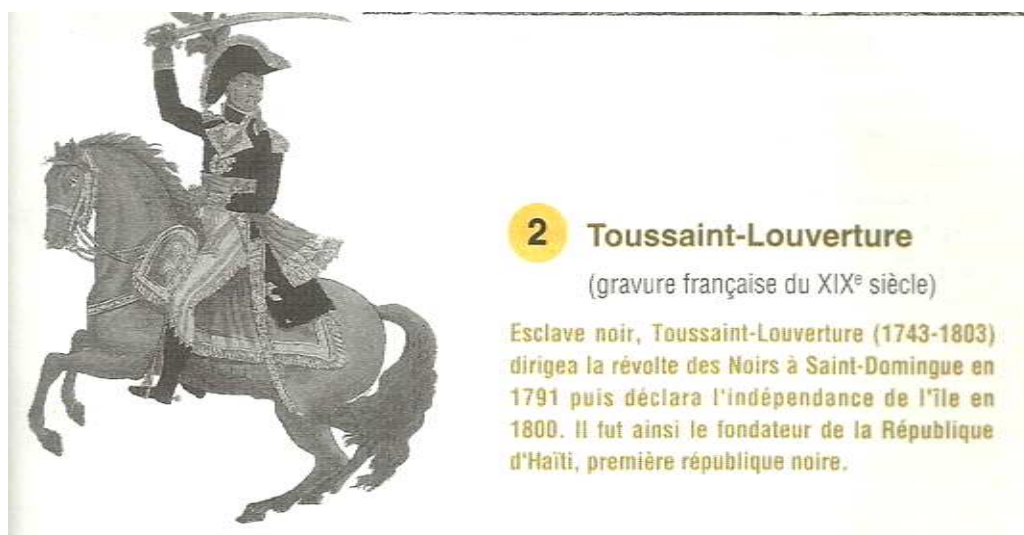 2 Toussaint-Louverture
(gravure française du XIXe siècle)
Esclave noir, Toussaint-Louverture (1743-1803)
dirigea la révolte des Noirs à Saint-Domingue en
1791 puis déclara l'indépendance de l'île en
1800. Il fut ainsi le fondateur de la République
d'Haïti, première république noire.